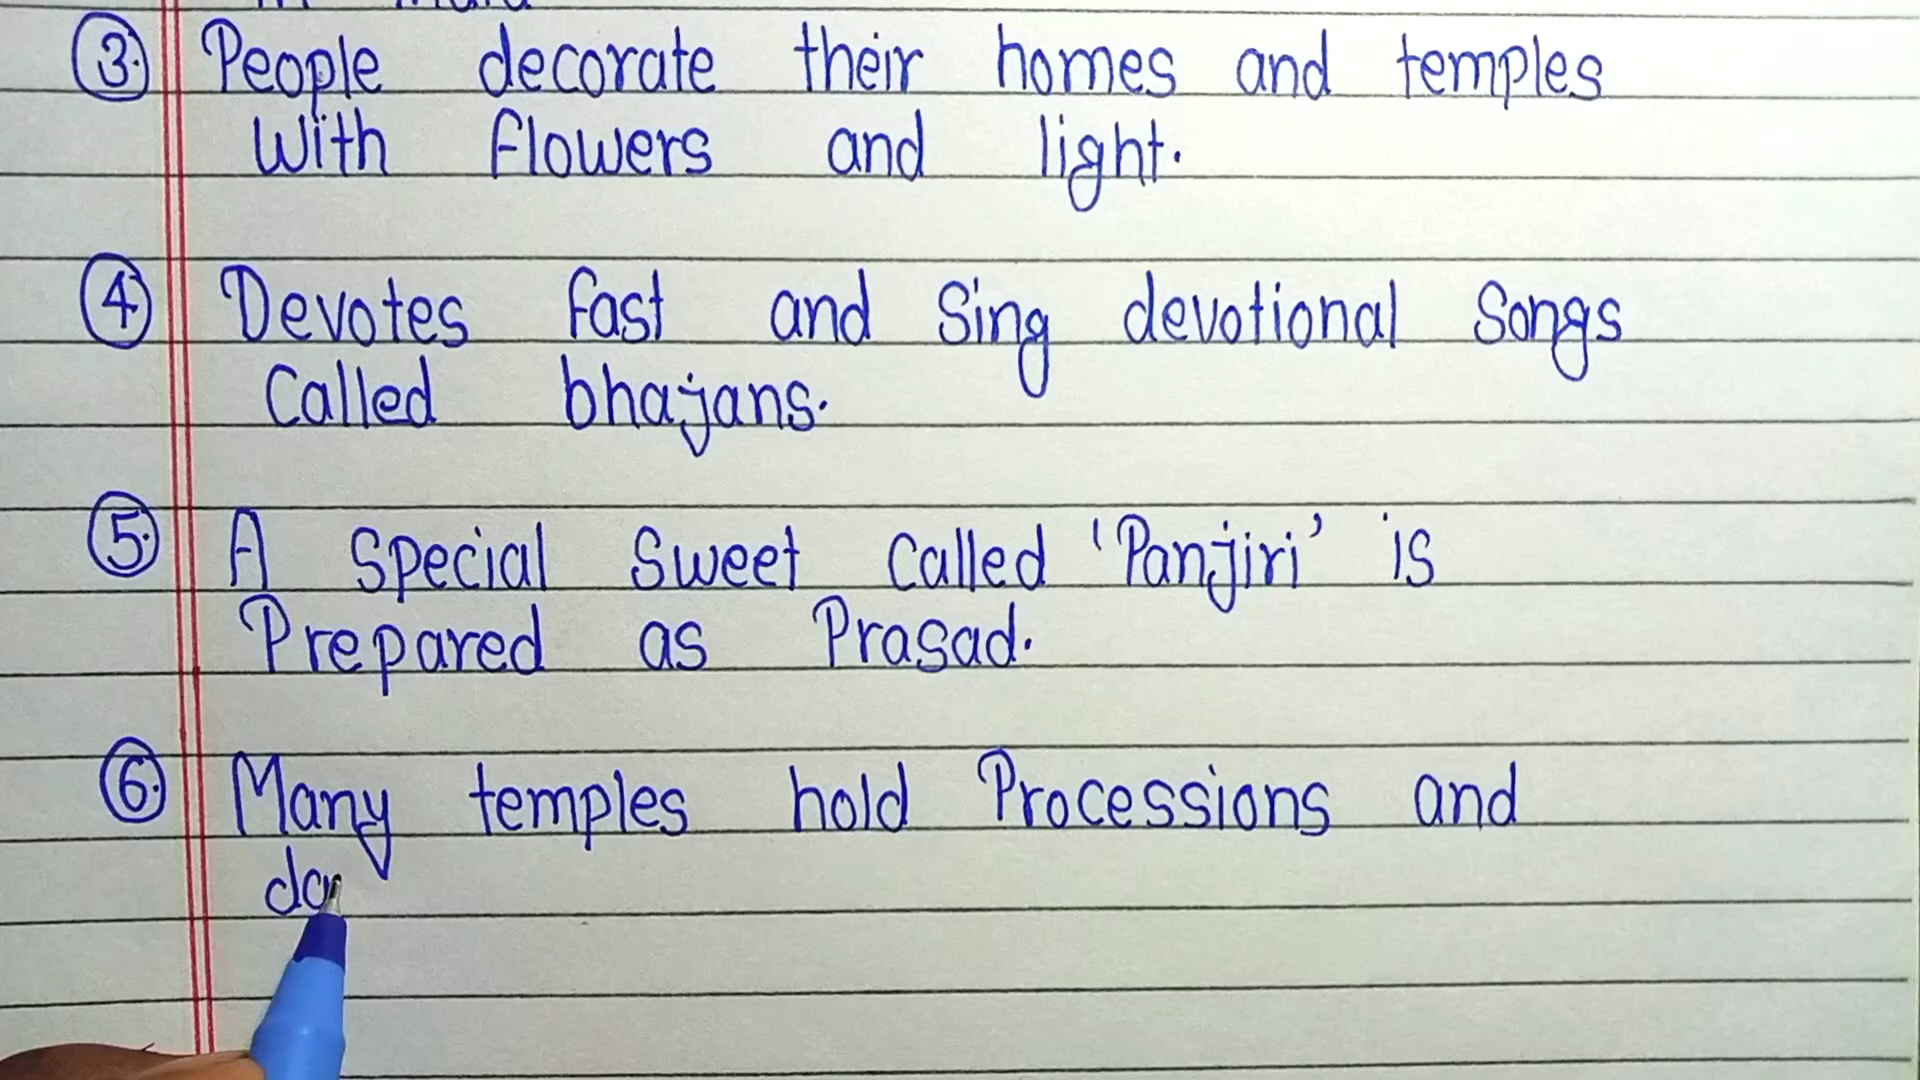 3. People decorate their homes and temples
With flowers and light.
4. Devotes fast and Sing devotional Songs
Called bhajans.
5. A Special Sweet Called 'Panjiri' is
Prepared as Prasad.
6. Many temples hold Processions and